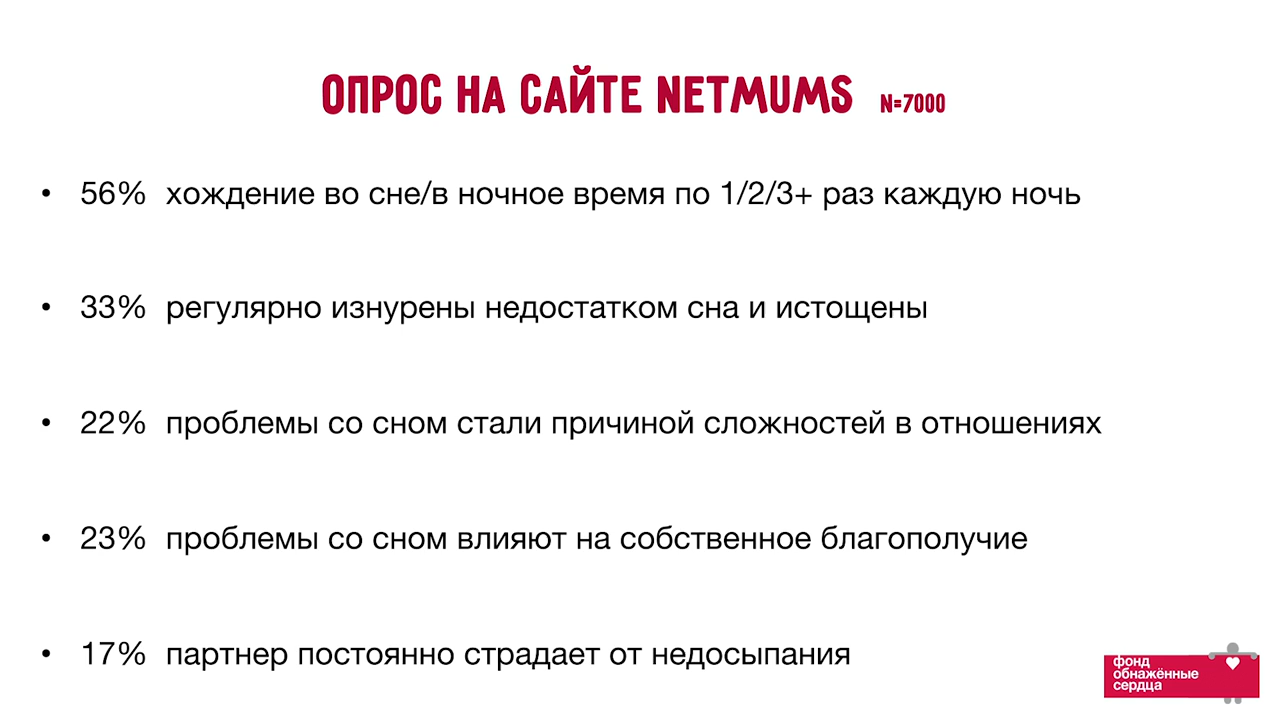 ОПРОС НА САЙТЕ NETMUMS N=7000
• 56% хождение во сне/в ночное время по 1/2/3+ раз каждую ночь
• 33% регулярно изнурены недостатком сна и истощены
• 22% проблемы со сном стали причиной сложностей в отношениях
• 23% проблемы со сном влияют на собственное благополучие
• 17% партнер постоянно страдает от недосыпания
фонд
обнажённые
сердца